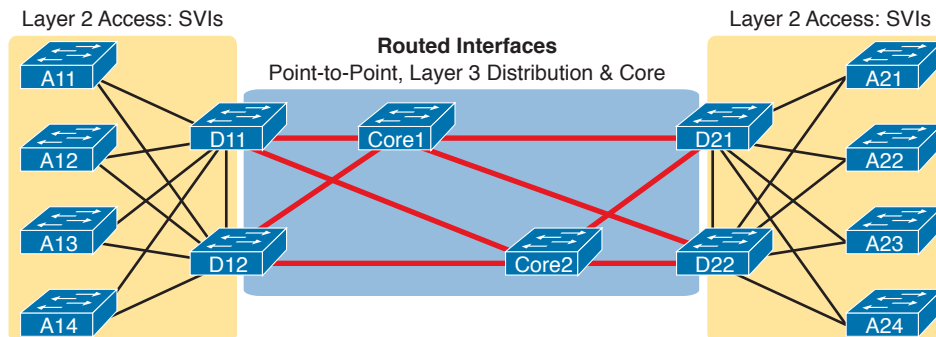 Layer 2 Access: SVIs
Layer 2 Access: SVIs
Routed Interfaces
Point-to-Point, Layer 3 Distribution & Core
A11
A12
A13
A14
D11
D12
Core1
Core2
D21
D22
A21
A22
A23
A24